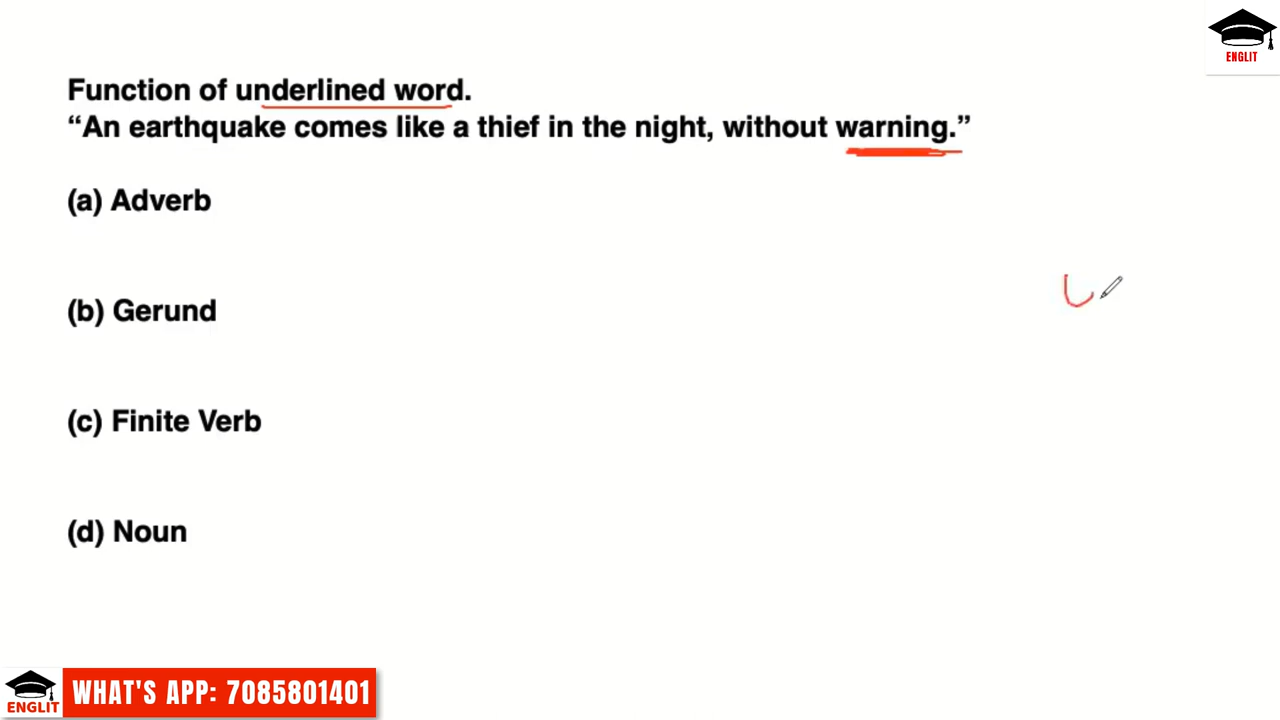 ENGLIT
Function of underlined word.
“An earthquake comes like a thief in the night, without warning.”
(a) Adverb
(b) Gerund
(c) Finite Verb
(d) Noun
ENGLIT
WHAT'S APP: 7085801401